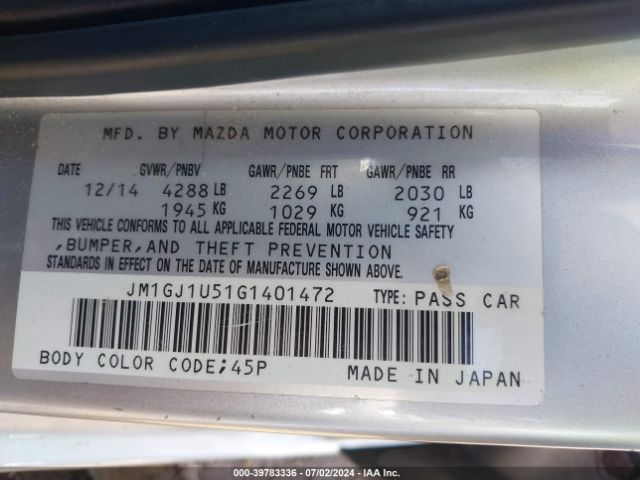 MFD. BY MAZDA MOTOR CORPORATION
DATE GVWR/PNBV GAWR/PNBE FRT GAWR/PNBE RR
12/14 4288 LB 2269 LB 2030 LB
1945 KG 1029 KG 921 KG
THIS VEHICLE CONFORMS TO ALL APPLICABLE FEDERAL MOTOR VEHICLE SAFETY
,BUMPER,AND THEFT PREVENTION
STANDARDS IN EFFECT ON THE DATE OF MANUFACTURE SHOWN ABOVE.
JM1GJ1U51G1401472 TYPE: PASS CAR
BODY COLOR CODE;45P MADE IN JAPAN
000-39783336 - 07/02/2024 - IAA Inc.